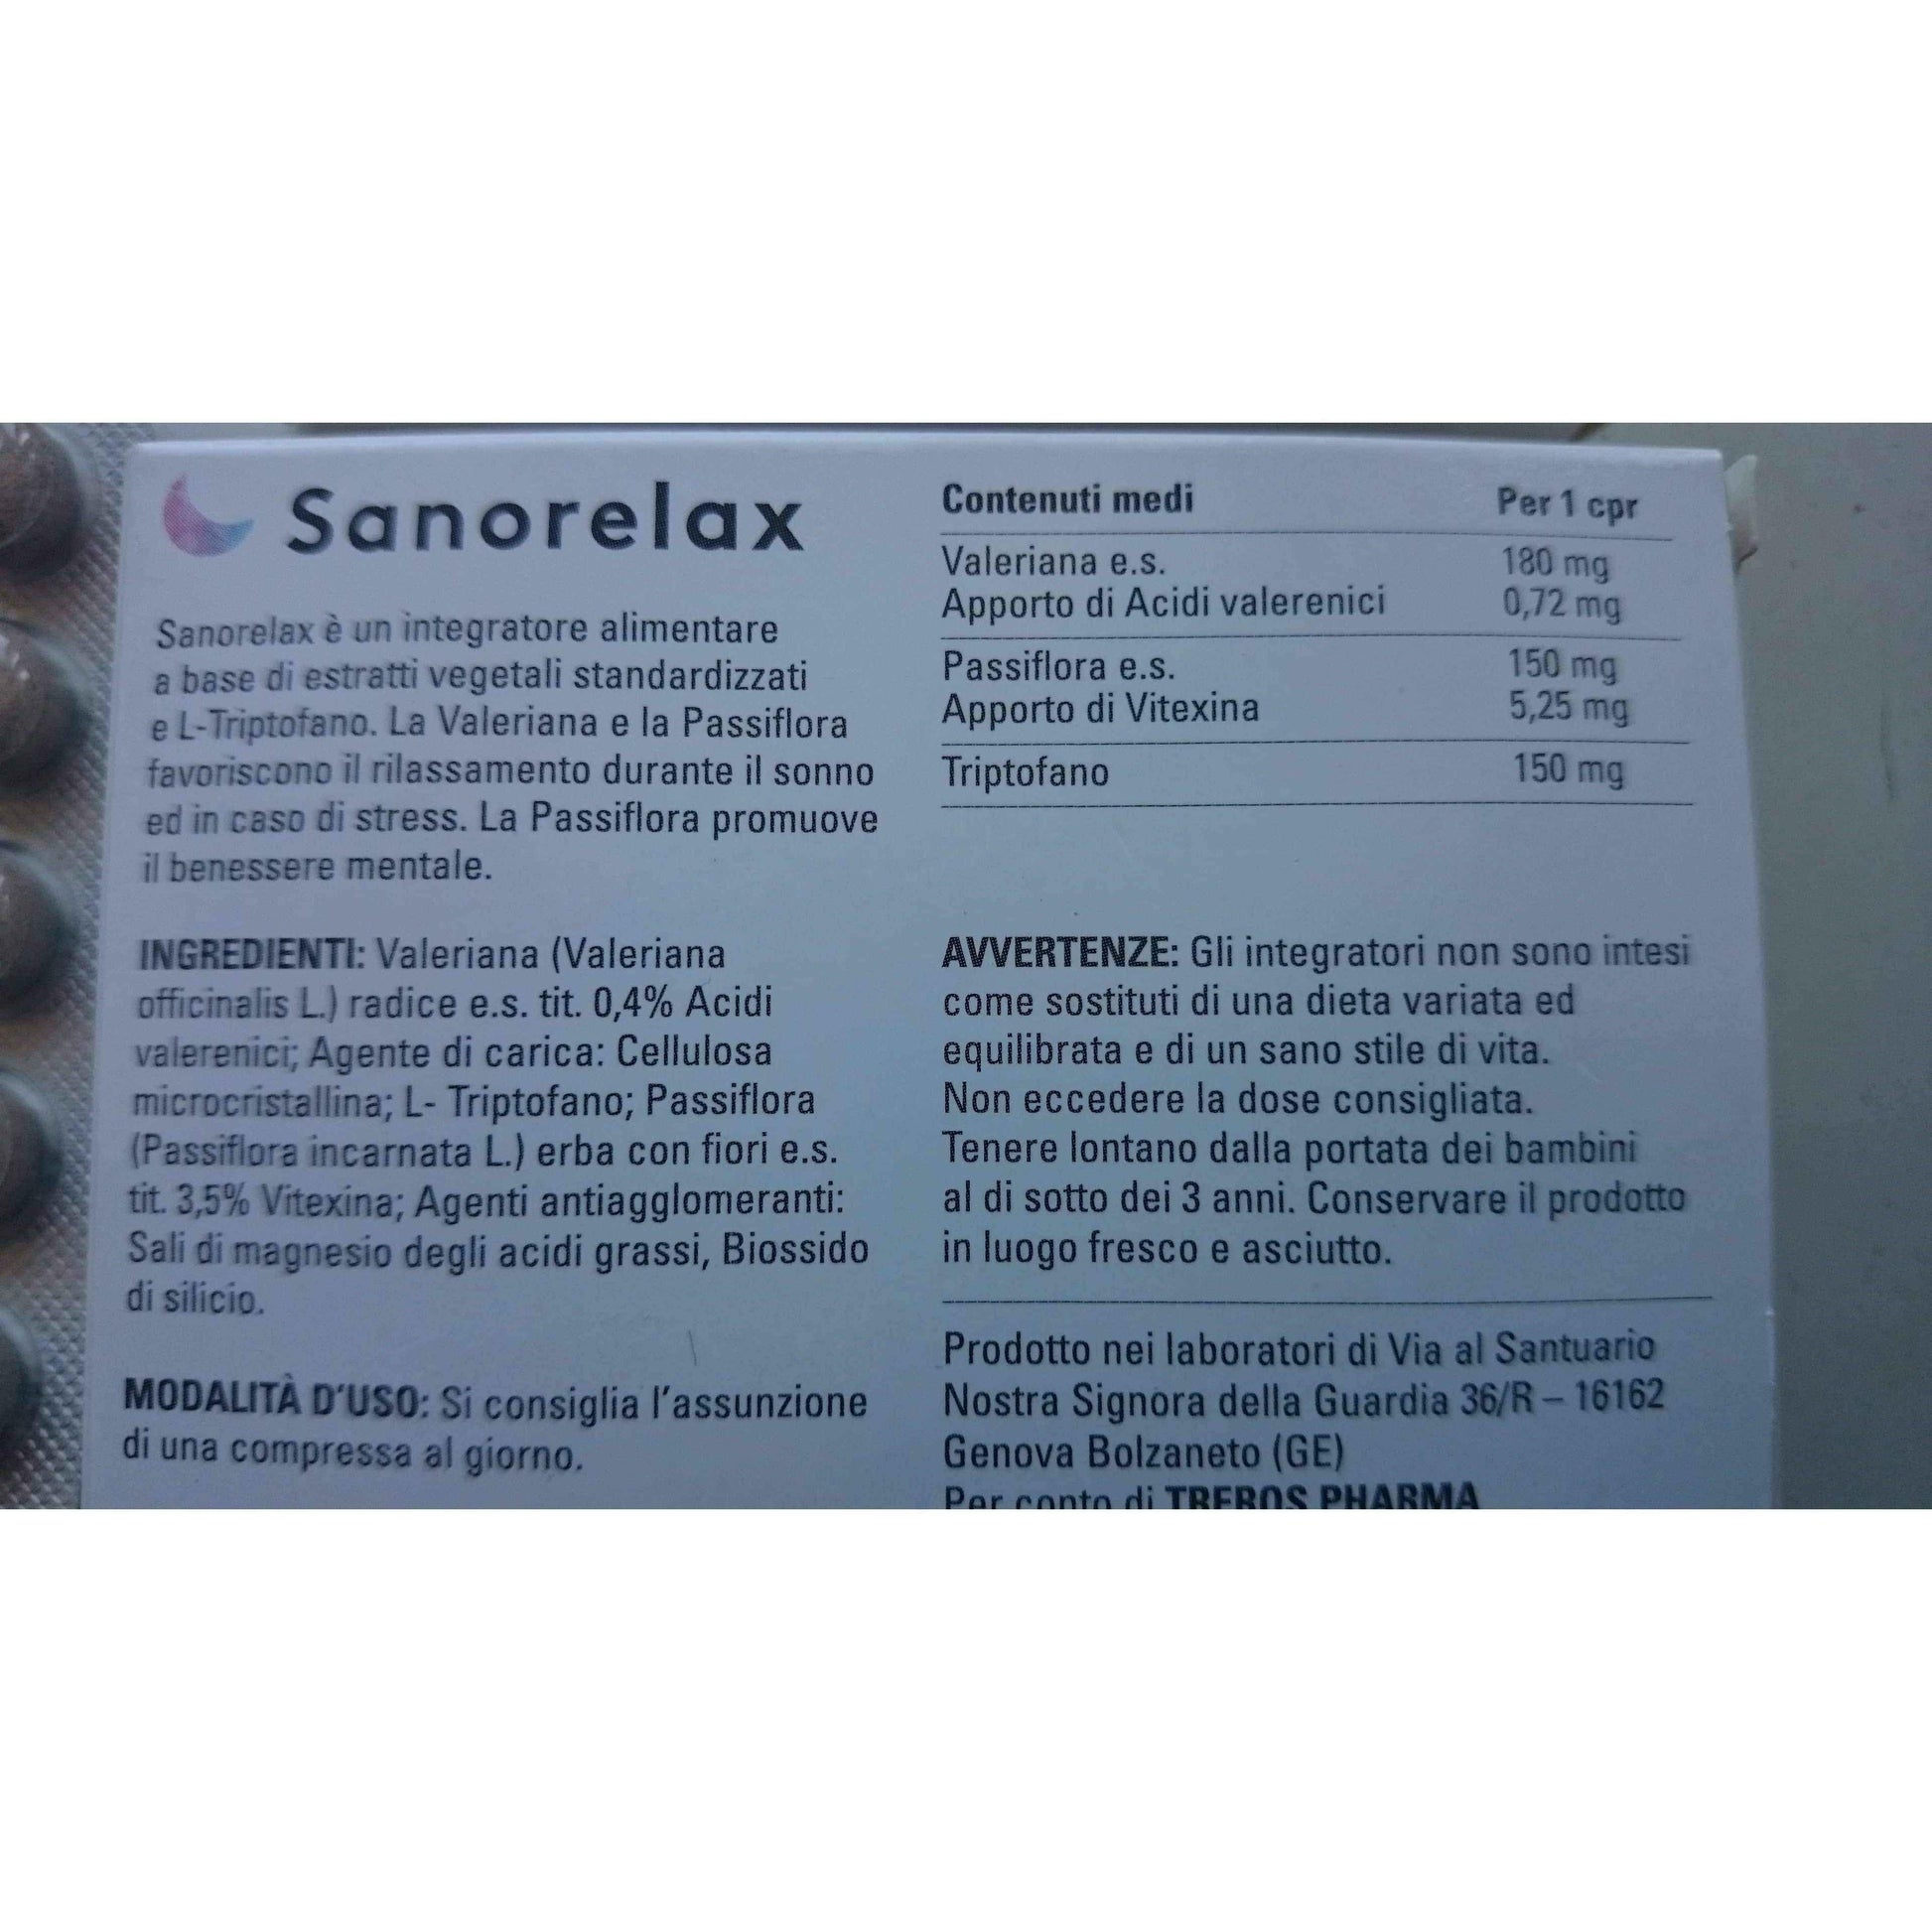 Sanorelax
Sanorelax è un integratore alimentare
a base di estratti vegetali standardizzati
e L-Triptofano. La Valeriana e la Passiflora
favoriscono il rilassamento durante il sonno
ed in caso di stress. La Passiflora promuove
il benessere mentale.
INGREDIENTI: Valeriana (Valeriana
officinalis L.) radice e.s. tit. 0,4% Acidi
valerenici; Agente di carica: Cellulosa
microcristallina; L- Triptofano; Passiflora
(Passiflora incarnata L.) erba con fiori e.s.
tit. 3,5% Vitexina; Agenti antiagglomeranti:
Sali di magnesio degli acidi grassi, Biossido
di silicio.
MODALITÀ D'USO: Si consiglia l'assunzione
di una compressa al giorno.
Contenuti medi Per 1 cpr
Valeriana e.s. 180 mg
Apporto di Acidi valerenici 0,72 mg
Passiflora e.s. 150 mg
Apporto di Vitexina 5,25 mg
Triptofano 150 mg
AVVERTENZE: Gli integratori non sono intesi
come sostituti di una dieta variata ed
equilibrata e di un sano stile di vita.
Non eccedere la dose consigliata.
Tenere lontano dalla portata dei bambini
al di sotto dei 3 anni. Conservare il prodotto
in luogo fresco e asciutto.
Prodotto nei laboratori di Via al Santuario
Nostra Signora della Guardia 36/R – 16162
Genova Bolzaneto (GE)
Per conto di TREROS PHARMA